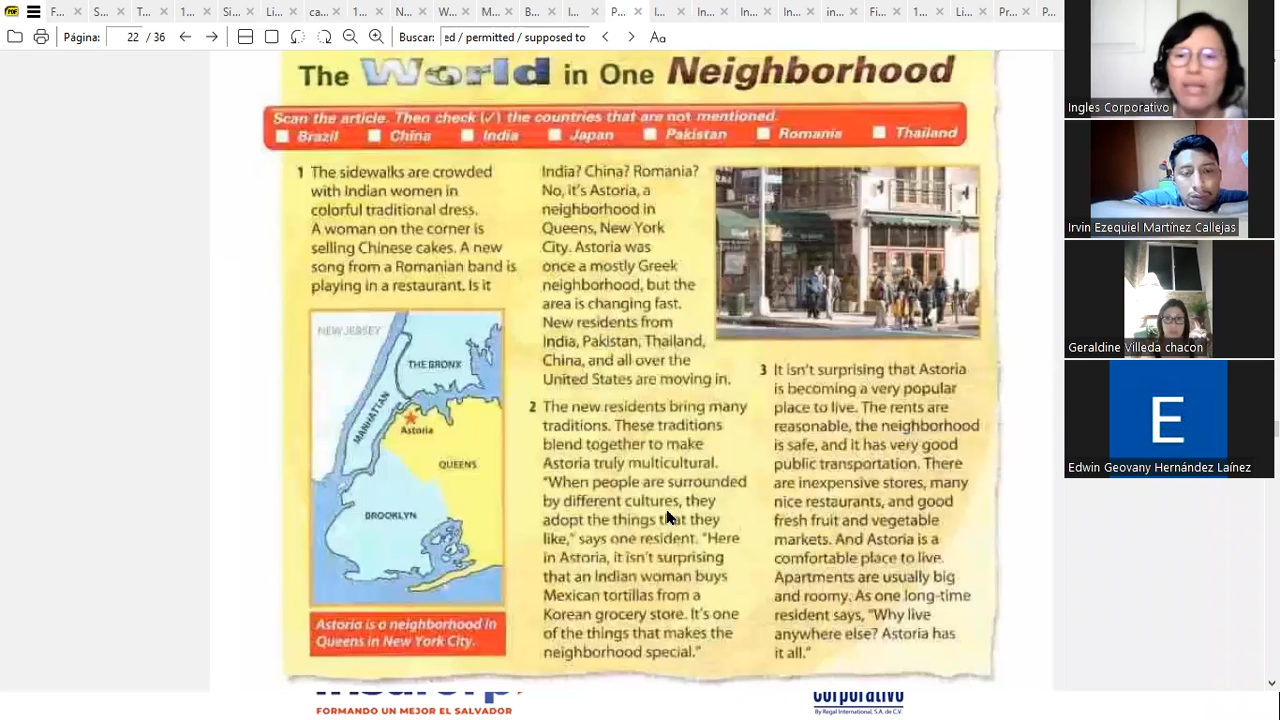 Página:
22 / 36
Buscar:
ed / permitted / supposed to
The World in One Neighborhood
Scan the article. Then check (✓) the countries that are not mentioned.
Brazil China India Japan Pakistan Romania Thailand
1 The sidewalks are crowded
with Indian women in
colorful traditional dress.
A woman on the corner is
selling Chinese cakes. A new
song from a Romanian band is
playing in a restaurant. Is it
India? China? Romania?
No, it's Astoria, a
neighborhood in
Queens, New York
City. Astoria was
once a mostly Greek
neighborhood, but the
area is changing fast.
New residents from
India, Pakistan, Thailand,
China, and all over the
United States are moving in.
2 The new residents bring many
traditions. These traditions
blend together to make
Astoria truly multicultural.
"When people are surrounded
by different cultures, they
adopt the things that they
like," says one resident. "Here
in Astoria, it isn't surprising
that an Indian woman buys
Mexican tortillas from a
Korean grocery store. It's one
of the things that makes the
neighborhood special."
3 It isn't surprising that Astoria
is becoming a very popular
place to live. The rents are
reasonable, the neighborhood
is safe, and it has very good
public transportation. There
are inexpensive stores, many
nice restaurants, and good
fresh fruit and vegetable
markets. And Astoria is a
comfortable place to live.
Apartments are usually big
and roomy. As one long-time
resident says, "Why live
anywhere else? Astoria has
it all."
NEW JERSEY
THE BRONX
MANHATTAN
Astoria
QUEENS
BROOKLYN
Astoria is a neighborhood in
Queens in New York City.
FORMANDO UN MEJOR EL SALVADOR
corporativo
By Regal International, S.A. de C.V.
Ingles Corporativo
Irvin Ezequiel Martínez Callejas
Geraldine Villeda chacon
E
Edwin Geovany Hernández Laínez